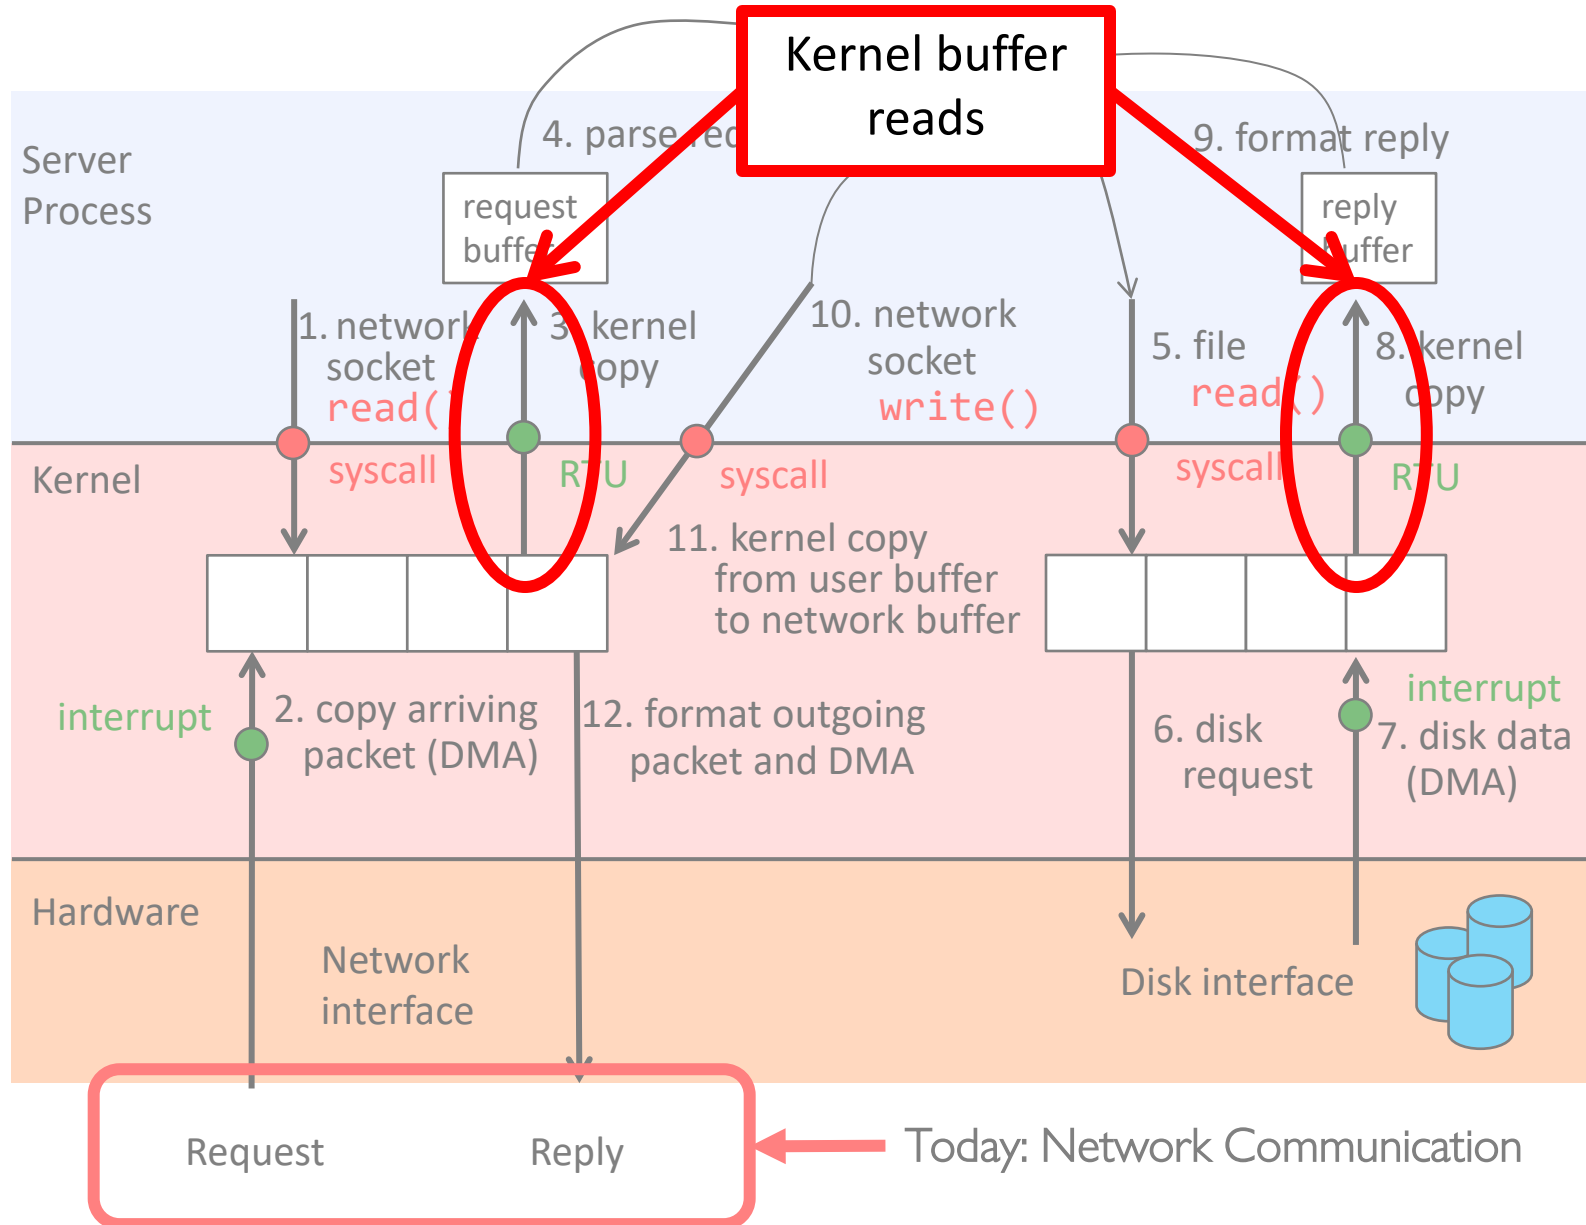 Kernel buffer
reads
Server
Process
4. parse req
9. format reply
request
buffer
reply
buffer
1. network
socket
read()
syscall
3. kernel
copy
RTU
10. network
socket
write()
syscall
5. file
read()
syscall
8. kernel
copy
RTU
Kernel
11. kernel copy
from user buffer
to network buffer
interrupt
2. copy arriving
packet (DMA)
12. format outgoing
packet and DMA
6. disk
request
interrupt
7. disk data
(DMA)
Hardware
Network
interface
Disk interface
Request
Reply
Today: Network Communication